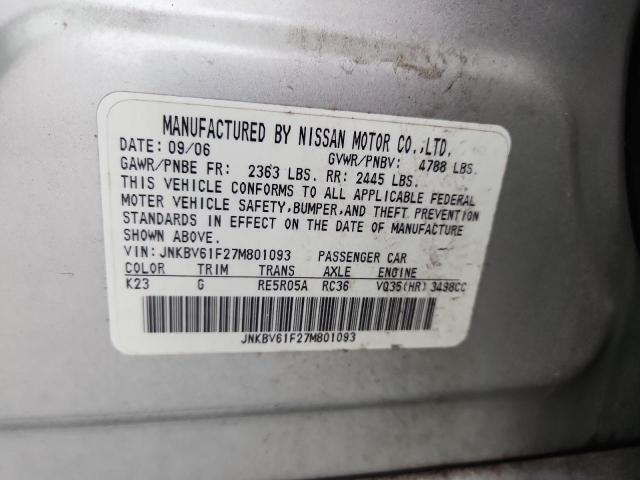 MANUFACTURED BY NISSAN MOTOR CO.,LTD.
DATE: 09/06 GVWR/PNBV: 4788 LBS.
GAWR/PNBE FR: 2363 LBS. RR: 2445 LBS.
THIS VEHICLE CONFORMS TO ALL APPLICABLE FEDERAL
MOTER VEHICLE SAFETY,BUMPER,AND THEFT PREVENTION
STANDARDS IN EFFECT ON THE DATE OF MANUFACTURE
SHOWN ABOVE.
VIN: JNKBV61F27M801093 PASSENGER CAR
COLOR TRIM TRANS AXLE ENGINE
K23 G RE5R05A RC36 VQ35(HR) 3498CC
JNKBV61F27M801093